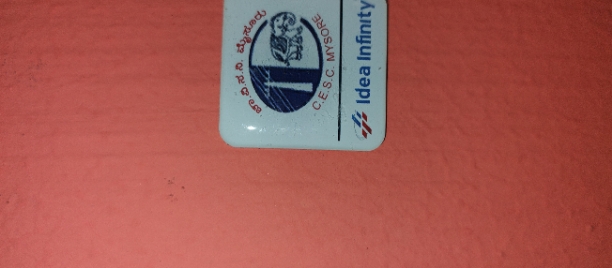 ಚಾ.ವಿ.ಸ.ನಿ. ಮೈಸೂರು
C.E.S.C. MYSORE
Idea Infinity